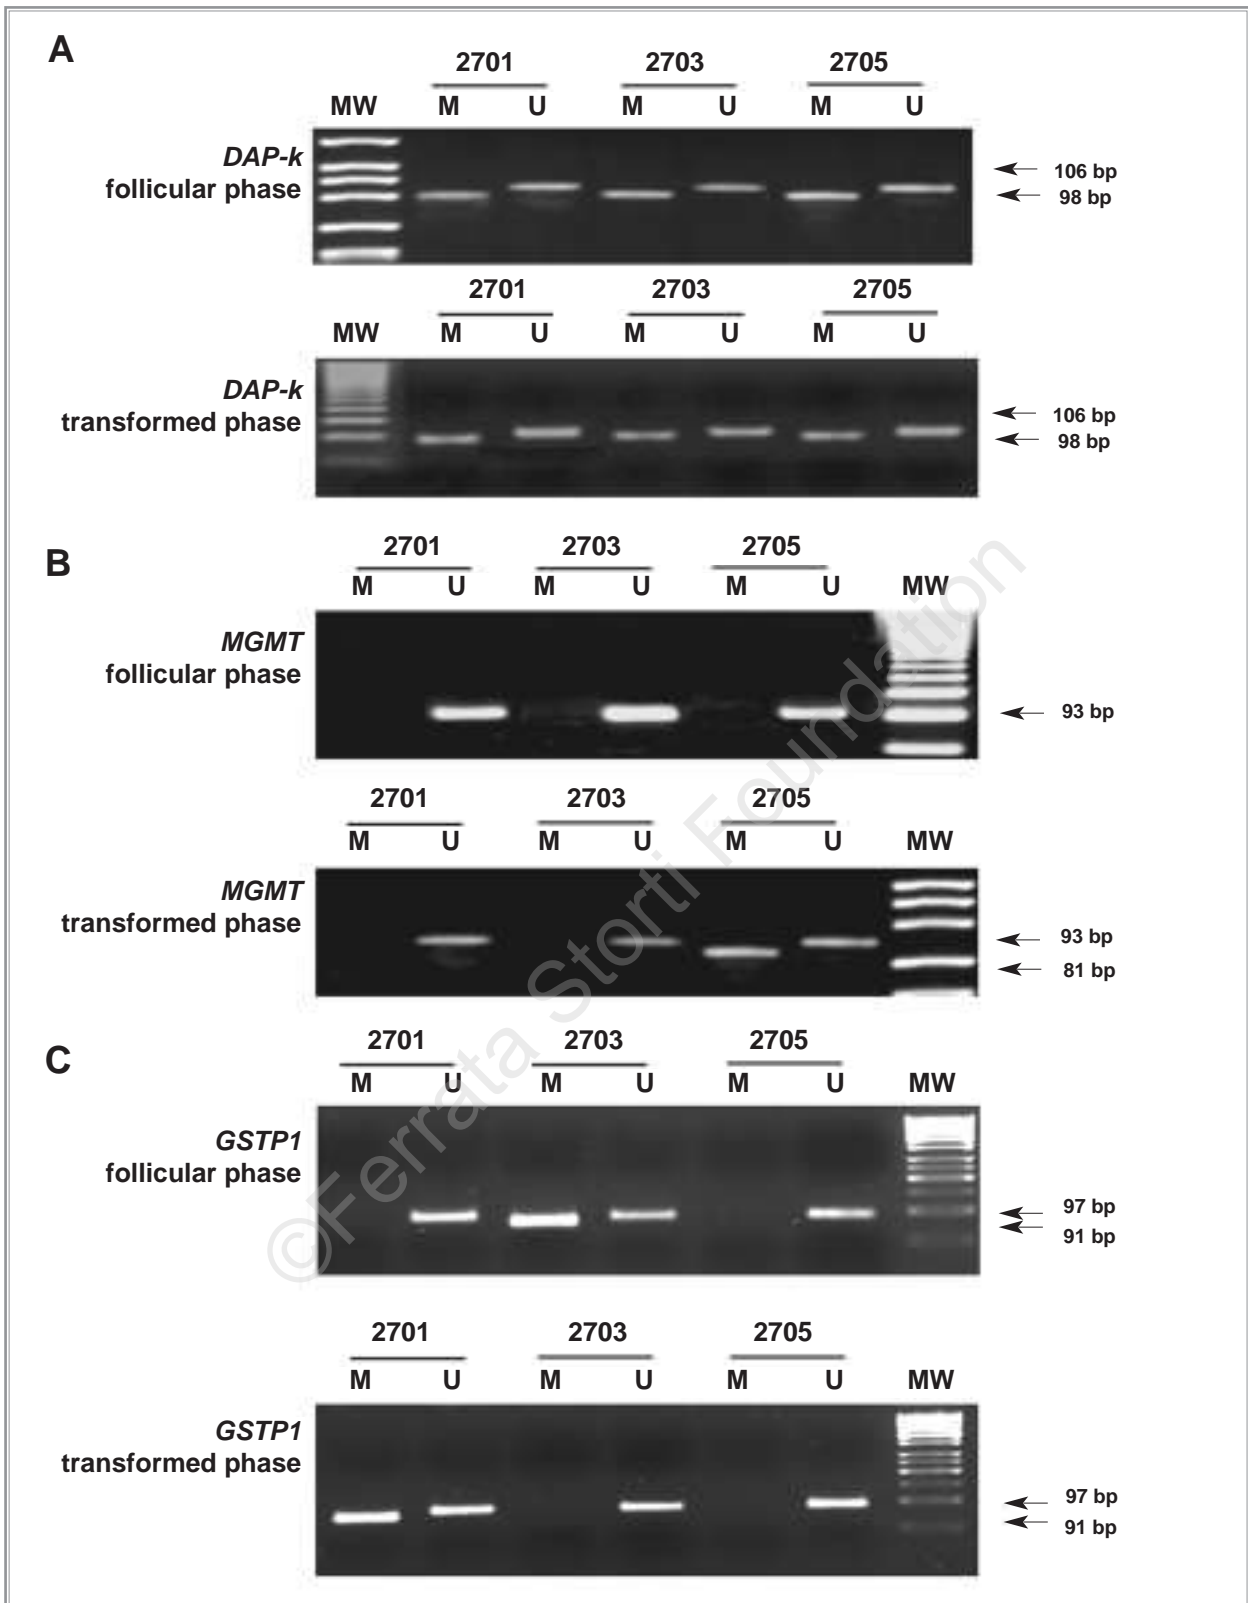 A
2701 2703 2705
MW M U M U M U
DAP-k
follicular phase
106 bp
98 bp
2701 2703 2705
MW M U M U M U
DAP-k
transformed phase
106 bp
98 bp
B
2701 2703 2705
M U M U M U MW
MGMT
follicular phase
93 bp
2701 2703 2705
M U M U M U MW
MGMT
transformed phase
93 bp
81 bp
C
2701 2703 2705
M U M U M U MW
GSTP1
follicular phase
97 bp
91 bp
2701 2703 2705
M U M U M U MW
GSTP1
transformed phase
97 bp
91 bp
©Ferrata Storti Foundation